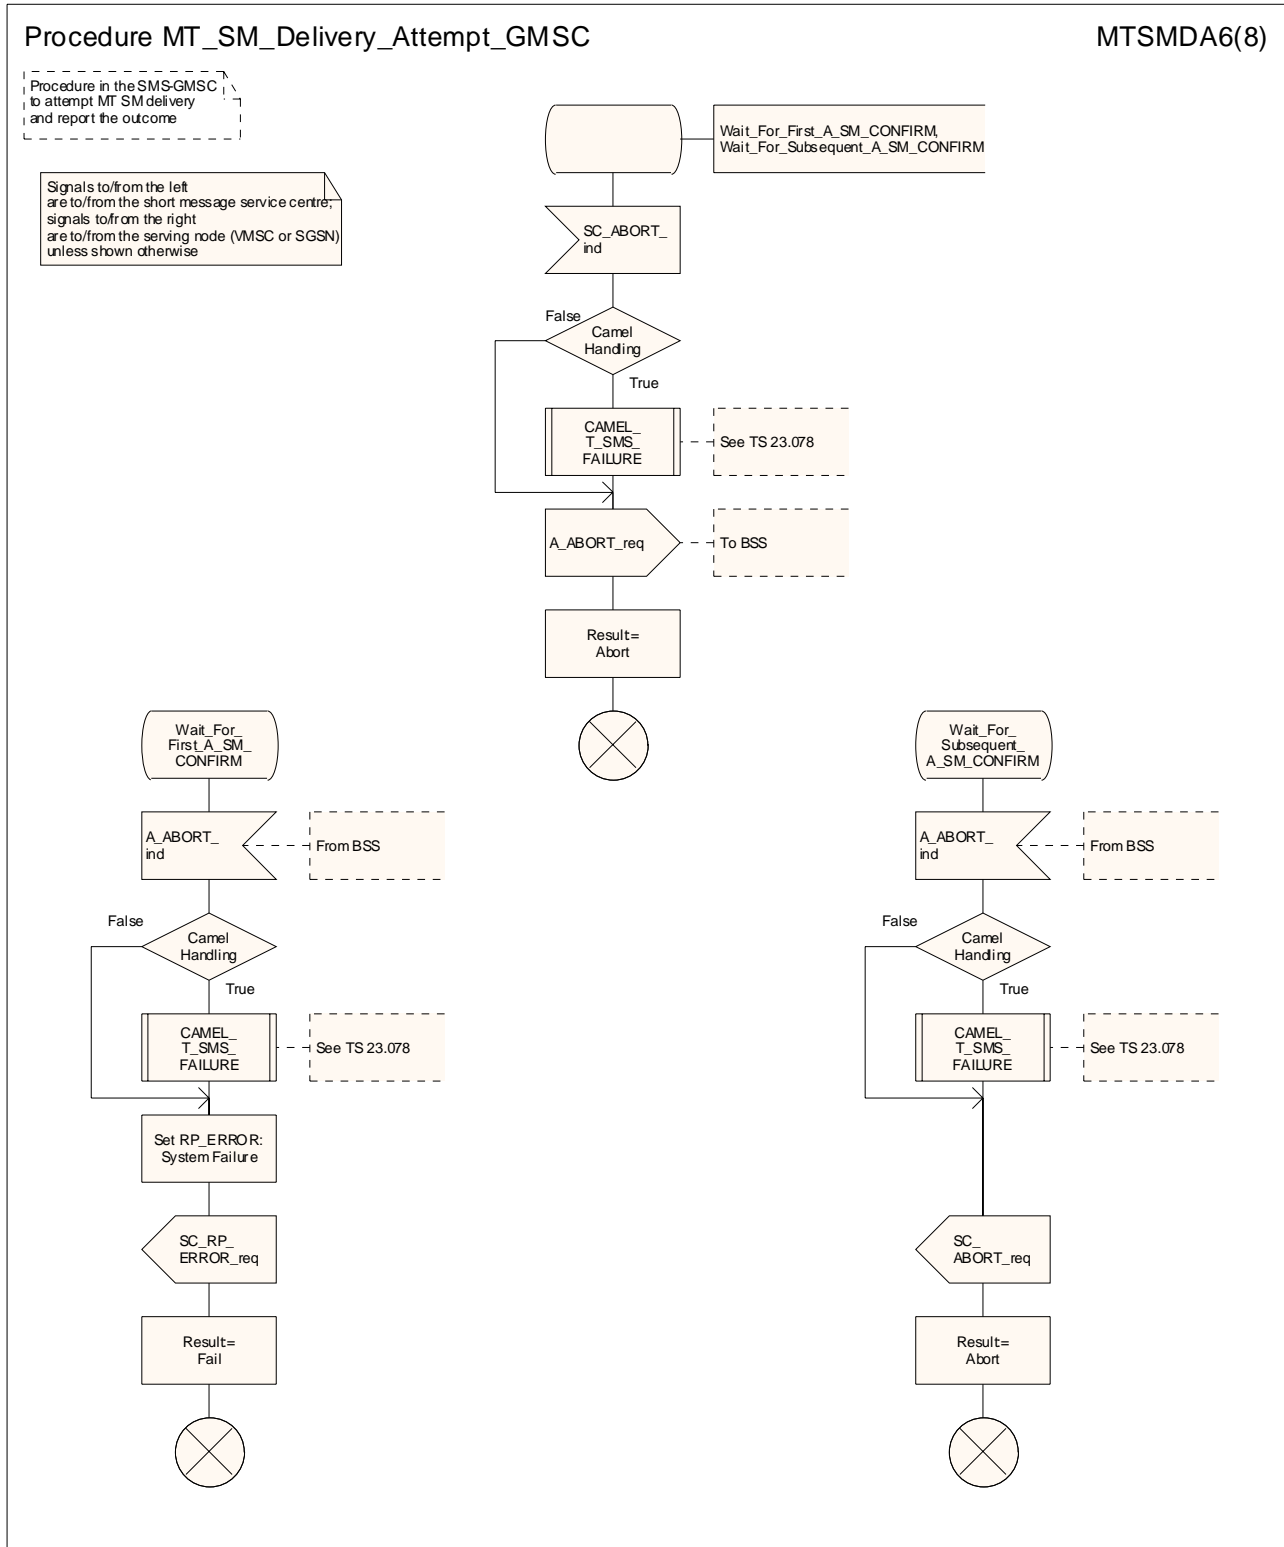 Procedure MT_SM_Delivery_Attempt_GMSC
MTSMDA6(8)
Procedure in the SMS-GMSC
to attempt MT SM delivery
and report the outcome
Signals to/from the left
are to/from the short message service centre;
signals to/from the right
are to/from the serving node (VMSC or SGSN)
unless shown otherwise
Wait_For_First_A_SM_CONFIRM,
Wait_For_Subsequent_A_SM_CONFIRM
SC_ABORT_
ind
False
Camel
Handling
True
CAMEL_
T_SMS_
FAILURE
See TS 23.078
A_ABORT_req
To BSS
Result=
Abort
Wait_For_
First_A_SM_
CONFIRM
A_ABORT_
ind
From BSS
False
Camel
Handling
True
CAMEL_
T_SMS_
FAILURE
See TS 23.078
Set RP_ERROR:
System Failure
SC_RP_
ERROR_req
Result=
Fail
Wait_For_
Subsequent_
A_SM_CONFIRM
A_ABORT_
ind
From BSS
False
Camel
Handling
True
CAMEL_
T_SMS_
FAILURE
See TS 23.078
SC_
ABORT_req
Result=
Abort